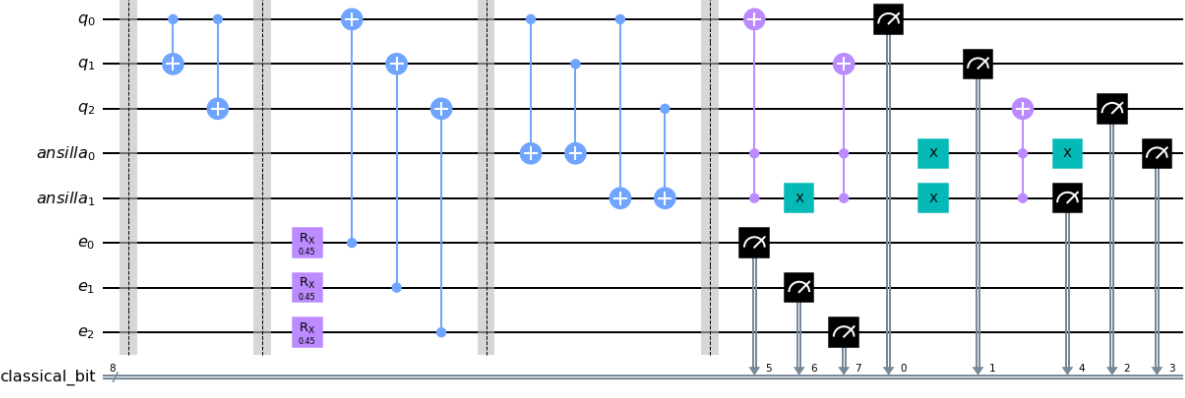 q0
q1
q2
ansilla0 X X
ansilla1 X X
e0 RX 0.45
e1 RX 0.45
e2 RX 0.45
classical_bit 8 5 6 7 0 1 4 2 3